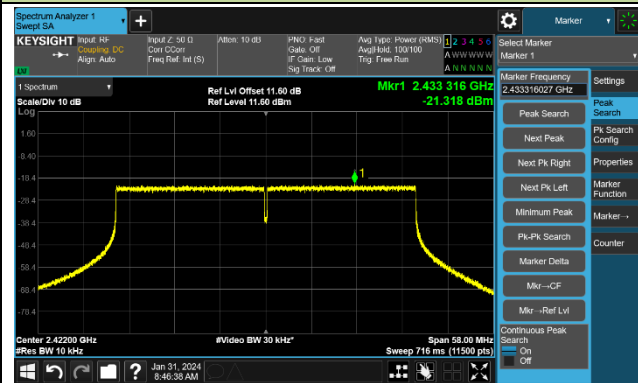 Spectrum Analyzer 1
Swept SA
Marker
KEYSIGHT
Input: RF
Coupling: DC
Align: Auto
Input Z: 50 Ω
Corr CCorr
Freq Ref: Int (S)
Atten: 10 dB
PNO: Fast
Gate: Off
IF Gain: Low
Sig Track: Off
Avg Type: Power (RMS)
Avg|Hold: 100/100
Trig: Free Run
1 2 3 4 5 6
A W W W W W
A N N N N N
LVI
Select Marker
Marker 1
1 Spectrum
Scale/Div 10 dB
Log
Ref Lvl Offset 11.60 dB
Ref Level 11.60 dBm
Mkr1 2.433 316 GHz
-21.318 dBm
1.60
-8.40
-18.4
-28.4
-38.4
-48.4
-58.4
-68.4
-78.4
1
Center 2.42200 GHz
#Res BW 10 kHz
#Video BW 30 kHz*
Span 58.00 MHz
Sweep 716 ms (11500 pts)
Marker Frequency
2.433316027 GHz
Peak Search
Next Peak
Next Pk Right
Next Pk Left
Minimum Peak
Pk-Pk Search
Marker Delta
Mkr→CF
Mkr→Ref Lvl
Continuous Peak
Search
On
Off
Settings
Peak
Search
Pk Search
Config
Properties
Marker
Function
Marker→
Counter
Jan 31, 2024
8:46:38 AM